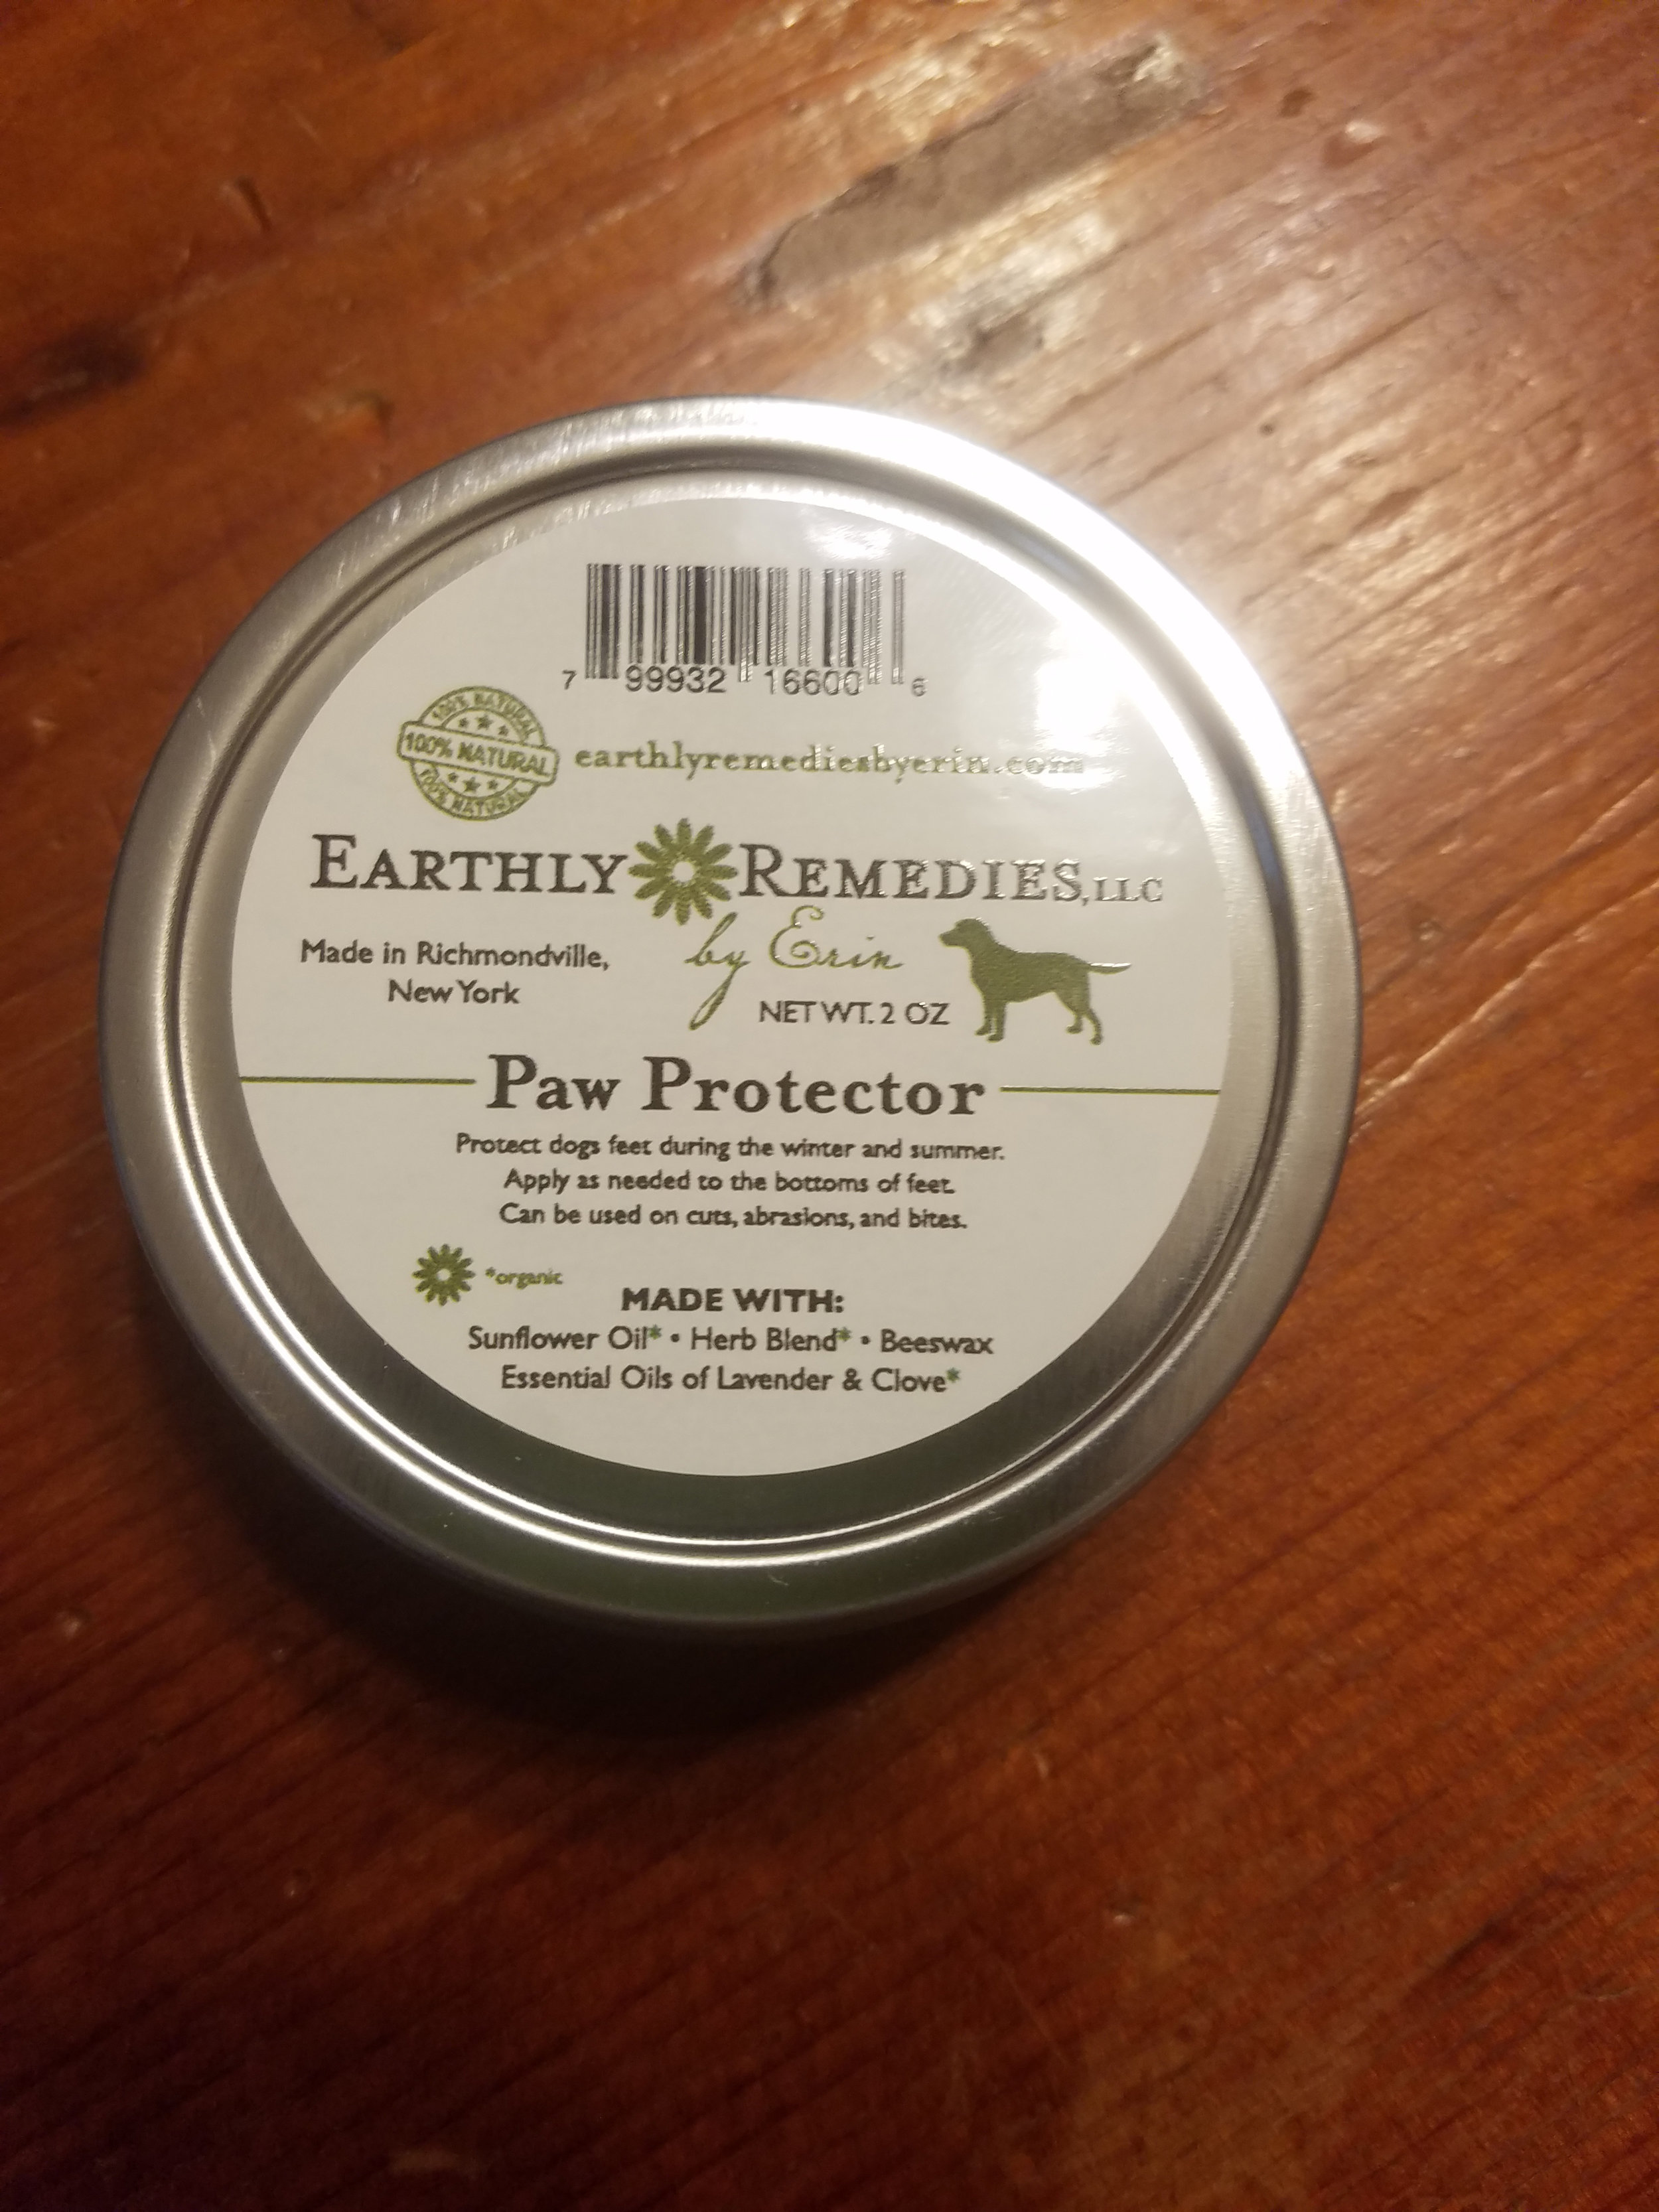 7 99932 16600 6
100% NATURAL
100% NATURAL
100% NATURAL
earthlyremediesbyerin.com
EARTHLY REMEDIES, LLC
by Erin
Made in Richmondville,
New York
NET WT. 2 OZ
Paw Protector
Protect dogs feet during the winter and summer.
Apply as needed to the bottoms of feet.
Can be used on cuts, abrasions, and bites.
*organic
MADE WITH:
Sunflower Oil* • Herb Blend* • Beeswax
Essential Oils of Lavender & Clove*